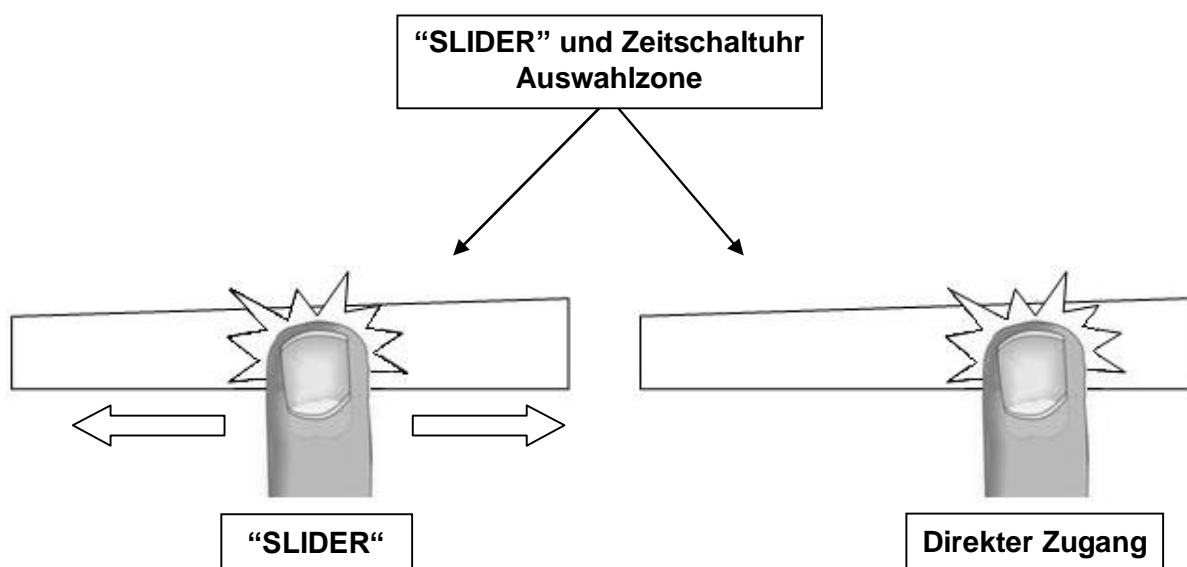 “SLIDER” und Zeitschaltuhr
Auswahlzone
“SLIDER“
Direkter Zugang